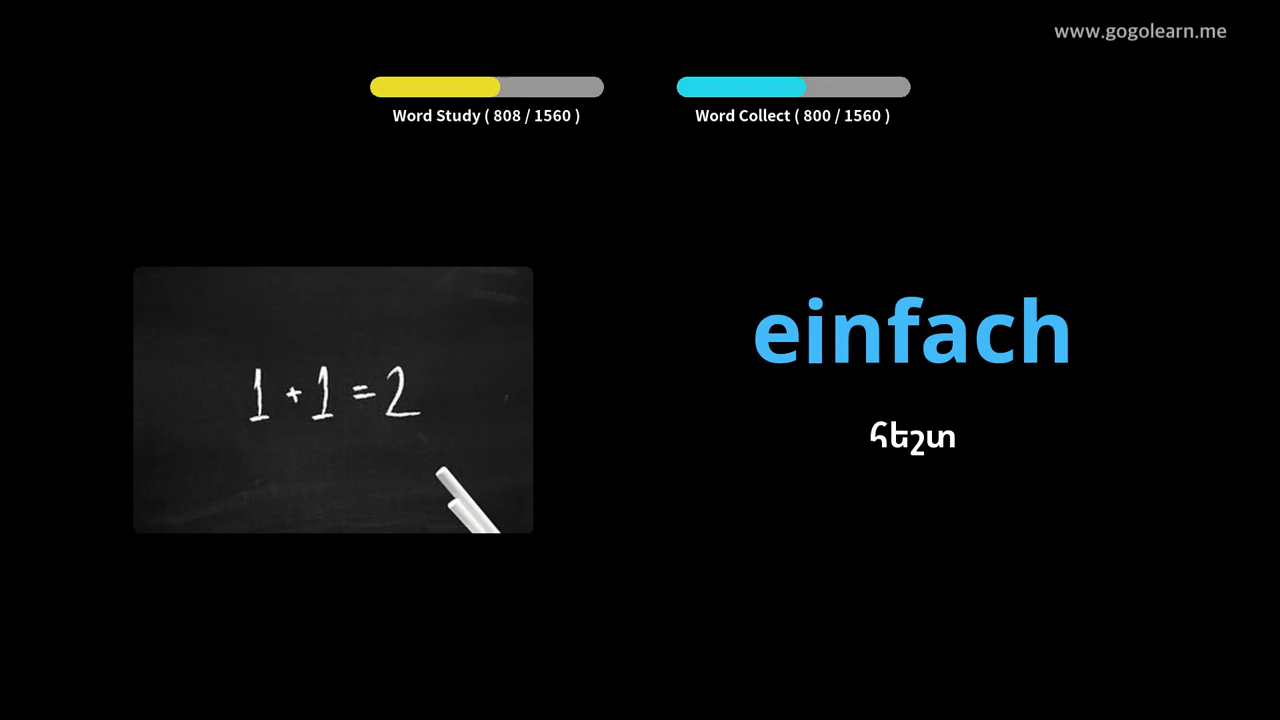 www.gogolearn.me
Word Study ( 808 / 1560 )
Word Collect ( 800 / 1560 )
1 + 1 = 2
einfach
հեշտ